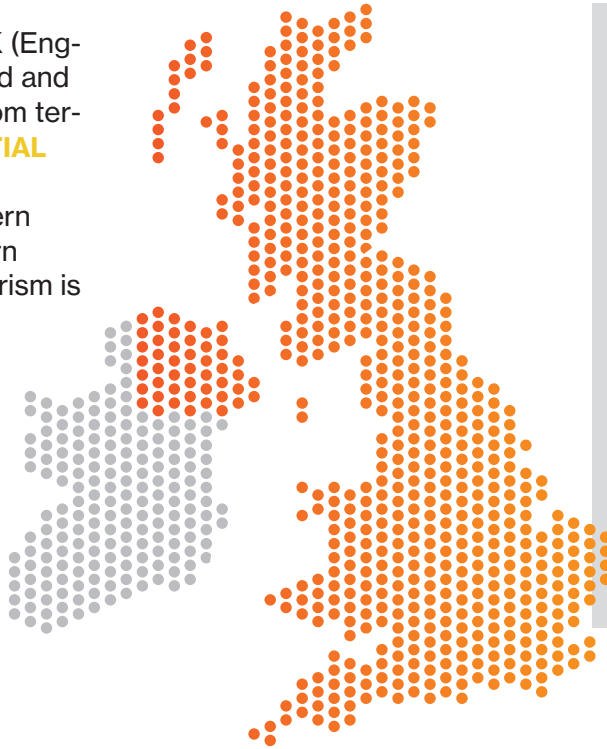 K (Eng-
d and
om ter-
TIAL
ern
rn
rism is